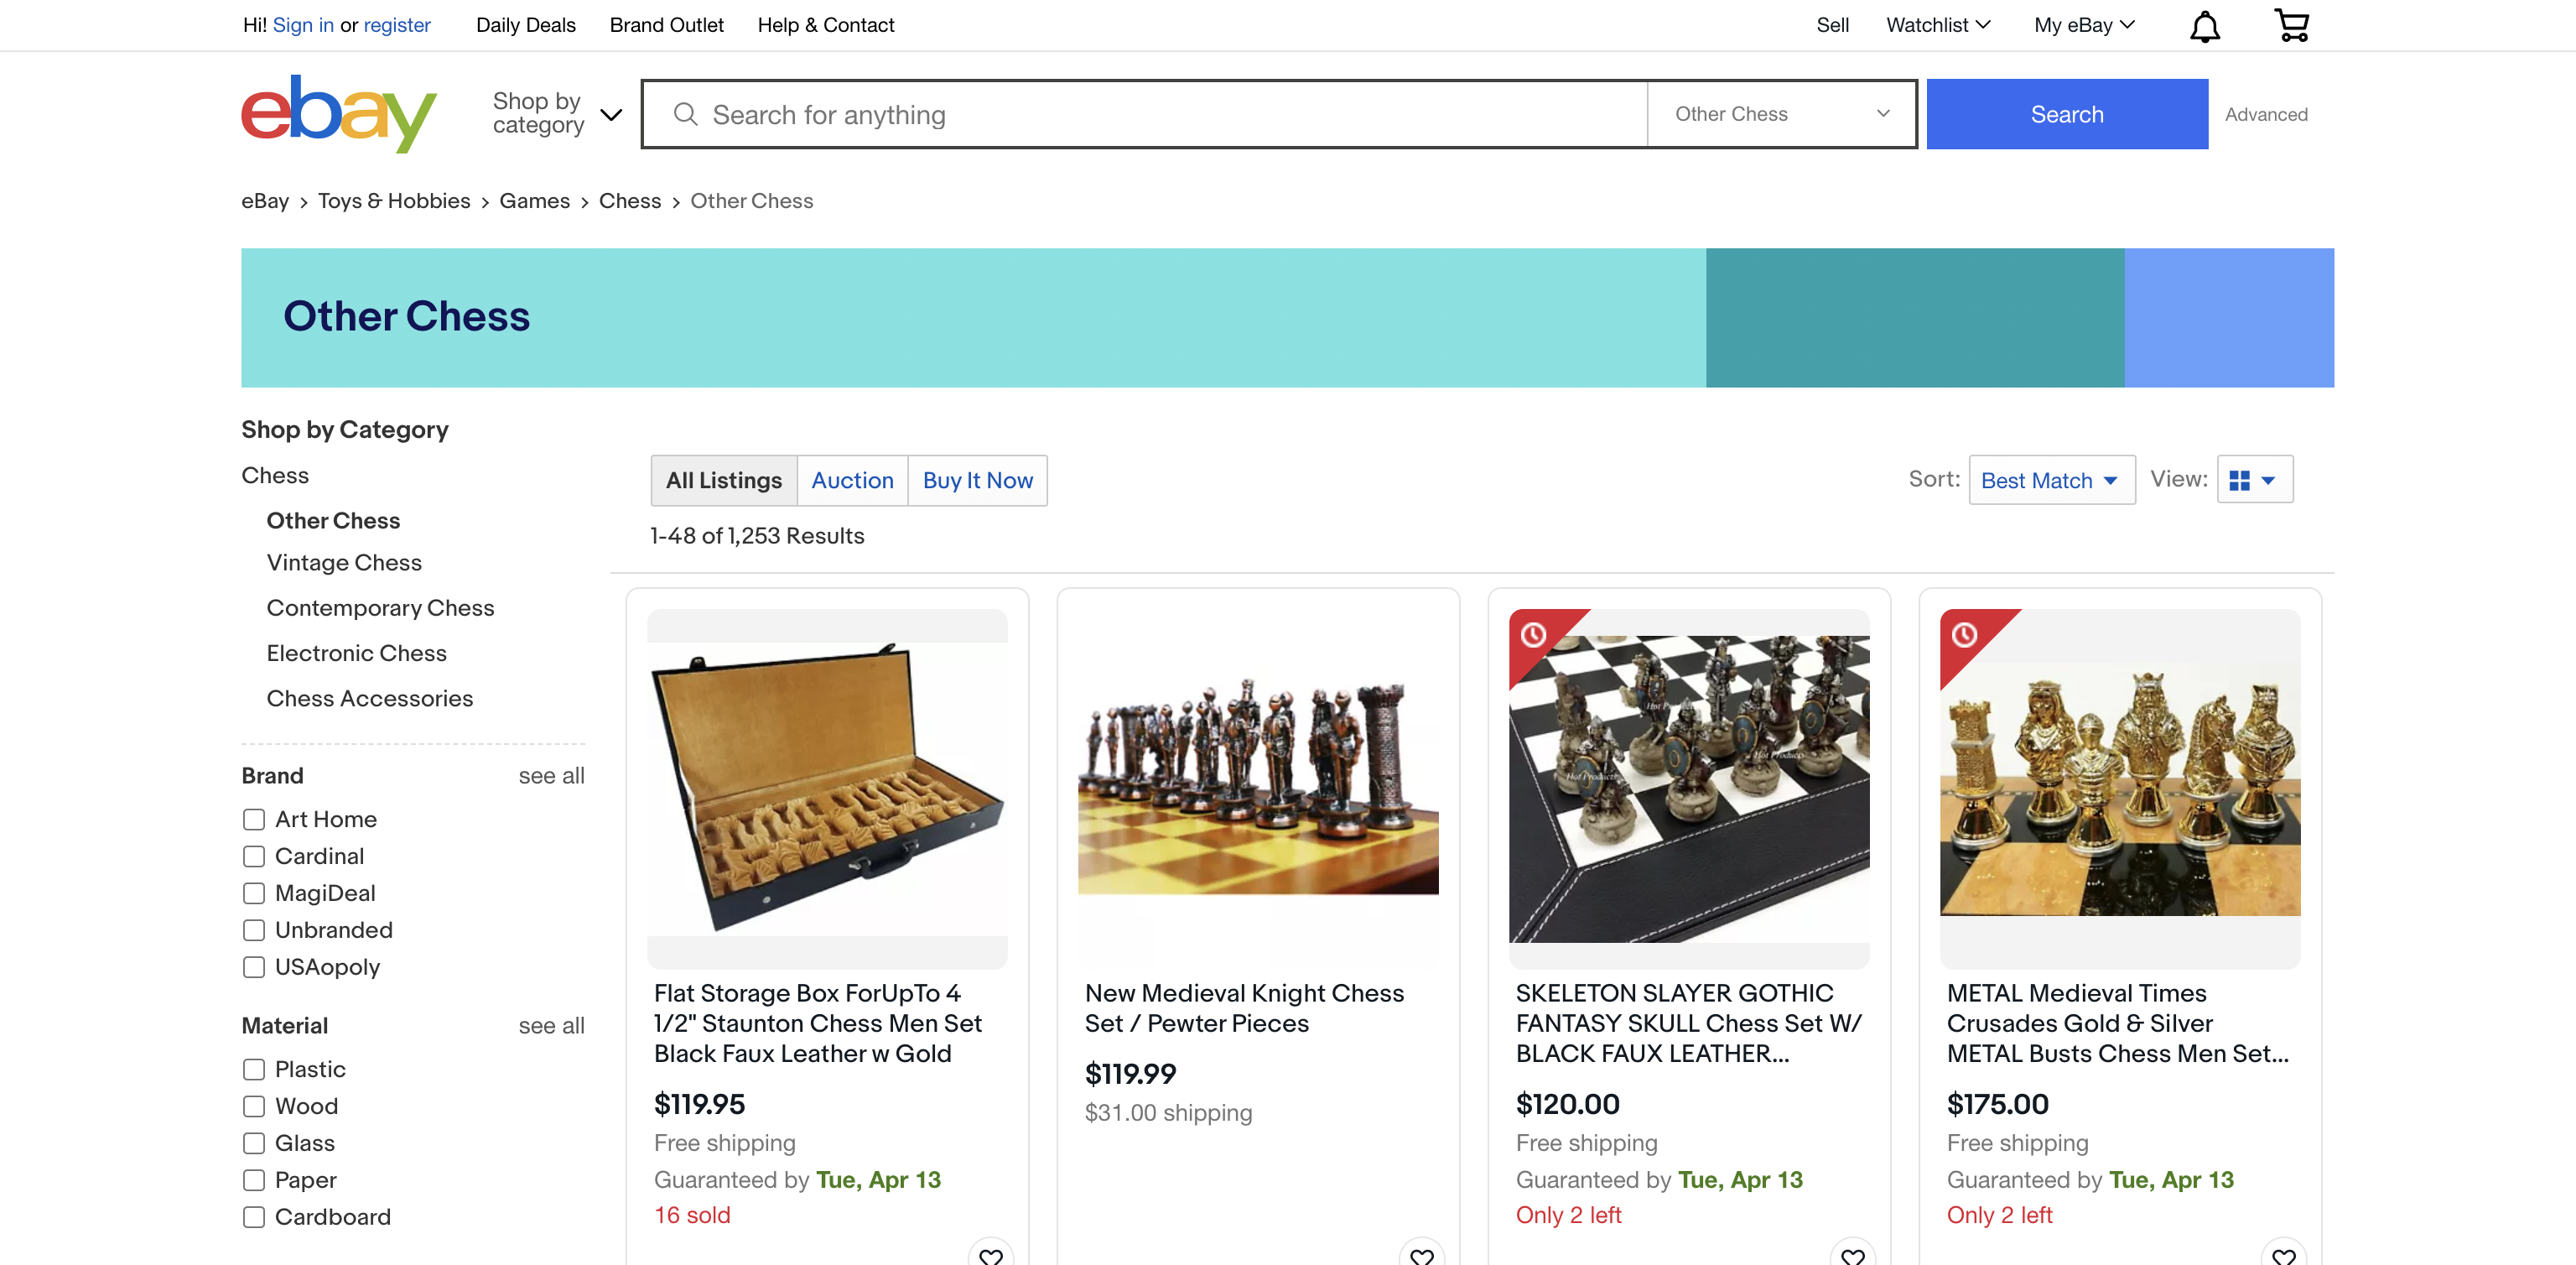 Hi! Sign in or register
Daily Deals
Brand Outlet
Help & Contact
Sell
Watchlist
My eBay
ebay
Shop by
category
Search for anything
Other Chess
Search
Advanced
eBay > Toys & Hobbies > Games > Chess > Other Chess
Other Chess
Shop by Category
Chess
Other Chess
Vintage Chess
Contemporary Chess
Electronic Chess
Chess Accessories
Brand
see all
Art Home
Cardinal
MagiDeal
Unbranded
USAopoly
Material
see all
Plastic
Wood
Glass
Paper
Cardboard
All Listings
Auction
Buy It Now
Sort:
Best Match
View:
1-48 of 1,253 Results
Flat Storage Box ForUpTo 4
1/2" Staunton Chess Men Set
Black Faux Leather w Gold
$119.95
Free shipping
Guaranteed by Tue, Apr 13
16 sold
New Medieval Knight Chess
Set / Pewter Pieces
$119.99
$31.00 shipping
Hot Products
Hot Products
Hot Products
SKELETON SLAYER GOTHIC
FANTASY SKULL Chess Set W/
BLACK FAUX LEATHER...
$120.00
Free shipping
Guaranteed by Tue, Apr 13
Only 2 left
METAL Medieval Times
Crusades Gold & Silver
METAL Busts Chess Men Set...
$175.00
Free shipping
Guaranteed by Tue, Apr 13
Only 2 left